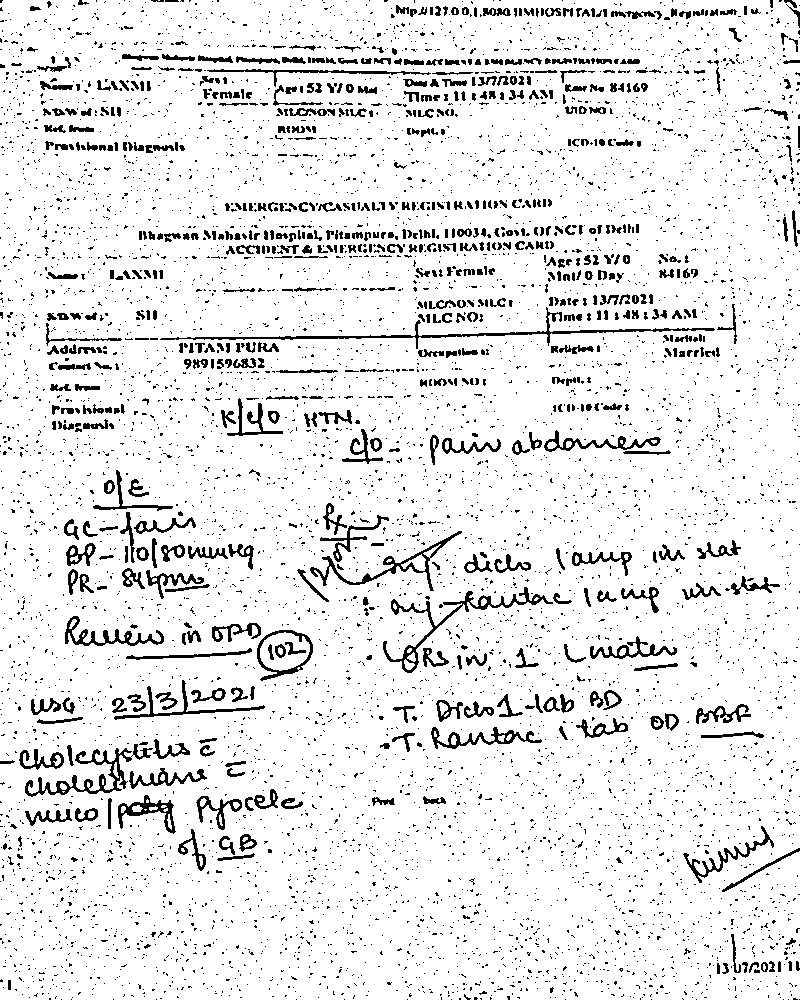 http://127.0.0.1:8080/HMHOSPITAL/Emergency_Registration_1.
Bhagwan Mahavir Hospital, Pitampura, Delhi, 110034, Govt. Of NCT of Delhi ACCIDENT & EMERGENCY REGISTRATION CARD
Name : LAXMI Sex : Female Age : 52 Y/ 0 Mnt Date & Time 13/7/2021 Time : 11 : 48 : 34 AM No 84169
S/D/W of : SH MLC/NON MLC : MLC NO. UID NO :
Ref. from ROOM Deptt. :
Provisional Diagnosis ICD-10 Code :
EMERGENCY/CASUALTY REGISTRATION CARD
Bhagwan Mahavir Hospital, Pitampura, Delhi, 110034, Govt. Of NCT of Delhi
ACCIDENT & EMERGENCY REGISTRATION CARD
Name : LAXMI Sex: Female Age : 52 Y/ 0 Mnt/ 0 Day No. : 84169
S/D/W of : SH MLC/NON MLC : MLC NO: Date : 13/7/2021 Time : 11 : 48 : 34 AM
Address: PITAM PURA Occupation : Religion : Marital: Married
Contact No. : 9891596832
Ref. from ROOM NO : Deptt. :
Provisional Diagnosis ICD-10 Code :
K/c/o HTN.
c/o - pain abdomen
O/E
GC - fair
BP - 110/80mmHg
PR - 84bpm
Review in OPD
102
USG 23/3/2021
- cholecystitis c̄
cholelithiasis c̄
muco/ pyocele
of GB.
Rx
Inj. diclo 1 amp im stat
Inj. Rantac 1 amp im stat
ORS in 1 L water
T. Diclo 1 tab BD
T. Rantac 1 tab OD BBF
Print back
13/07/2021 11